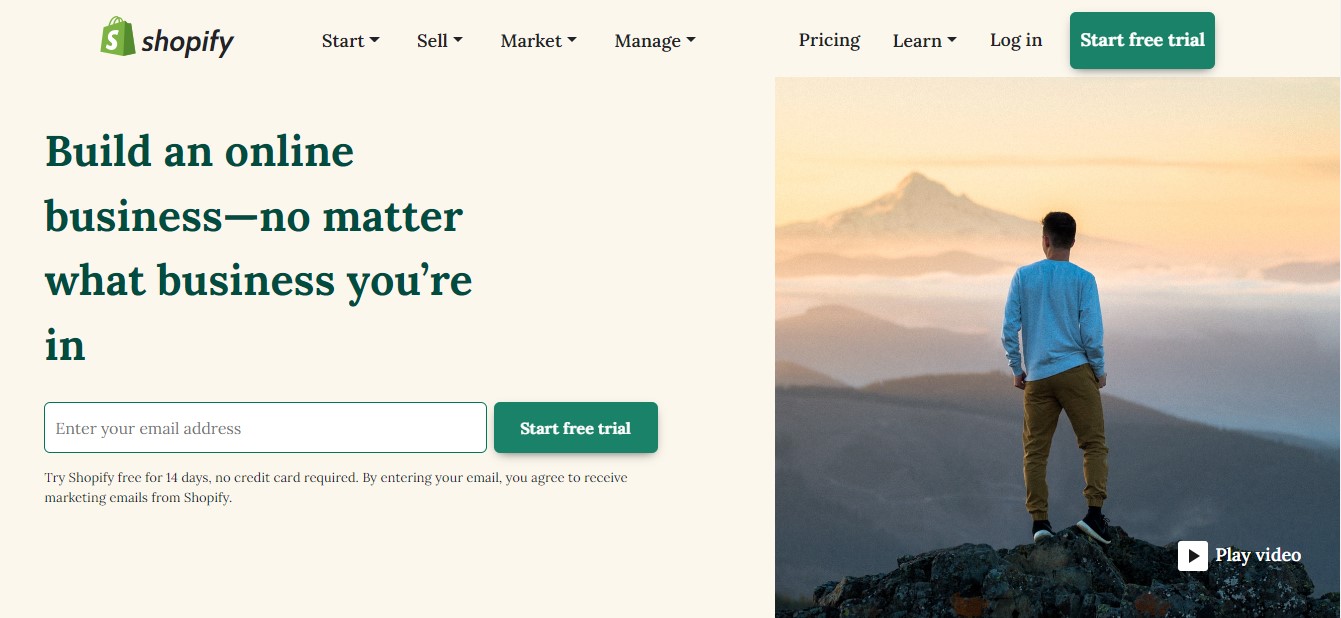 shopify
Start
Sell
Market
Manage
Pricing
Learn
Log in
Start free trial
Build an online
business—no matter
what business you’re
in
Enter your email address
Start free trial
Try Shopify free for 14 days, no credit card required. By entering your email, you agree to receive
marketing emails from Shopify.
Play video